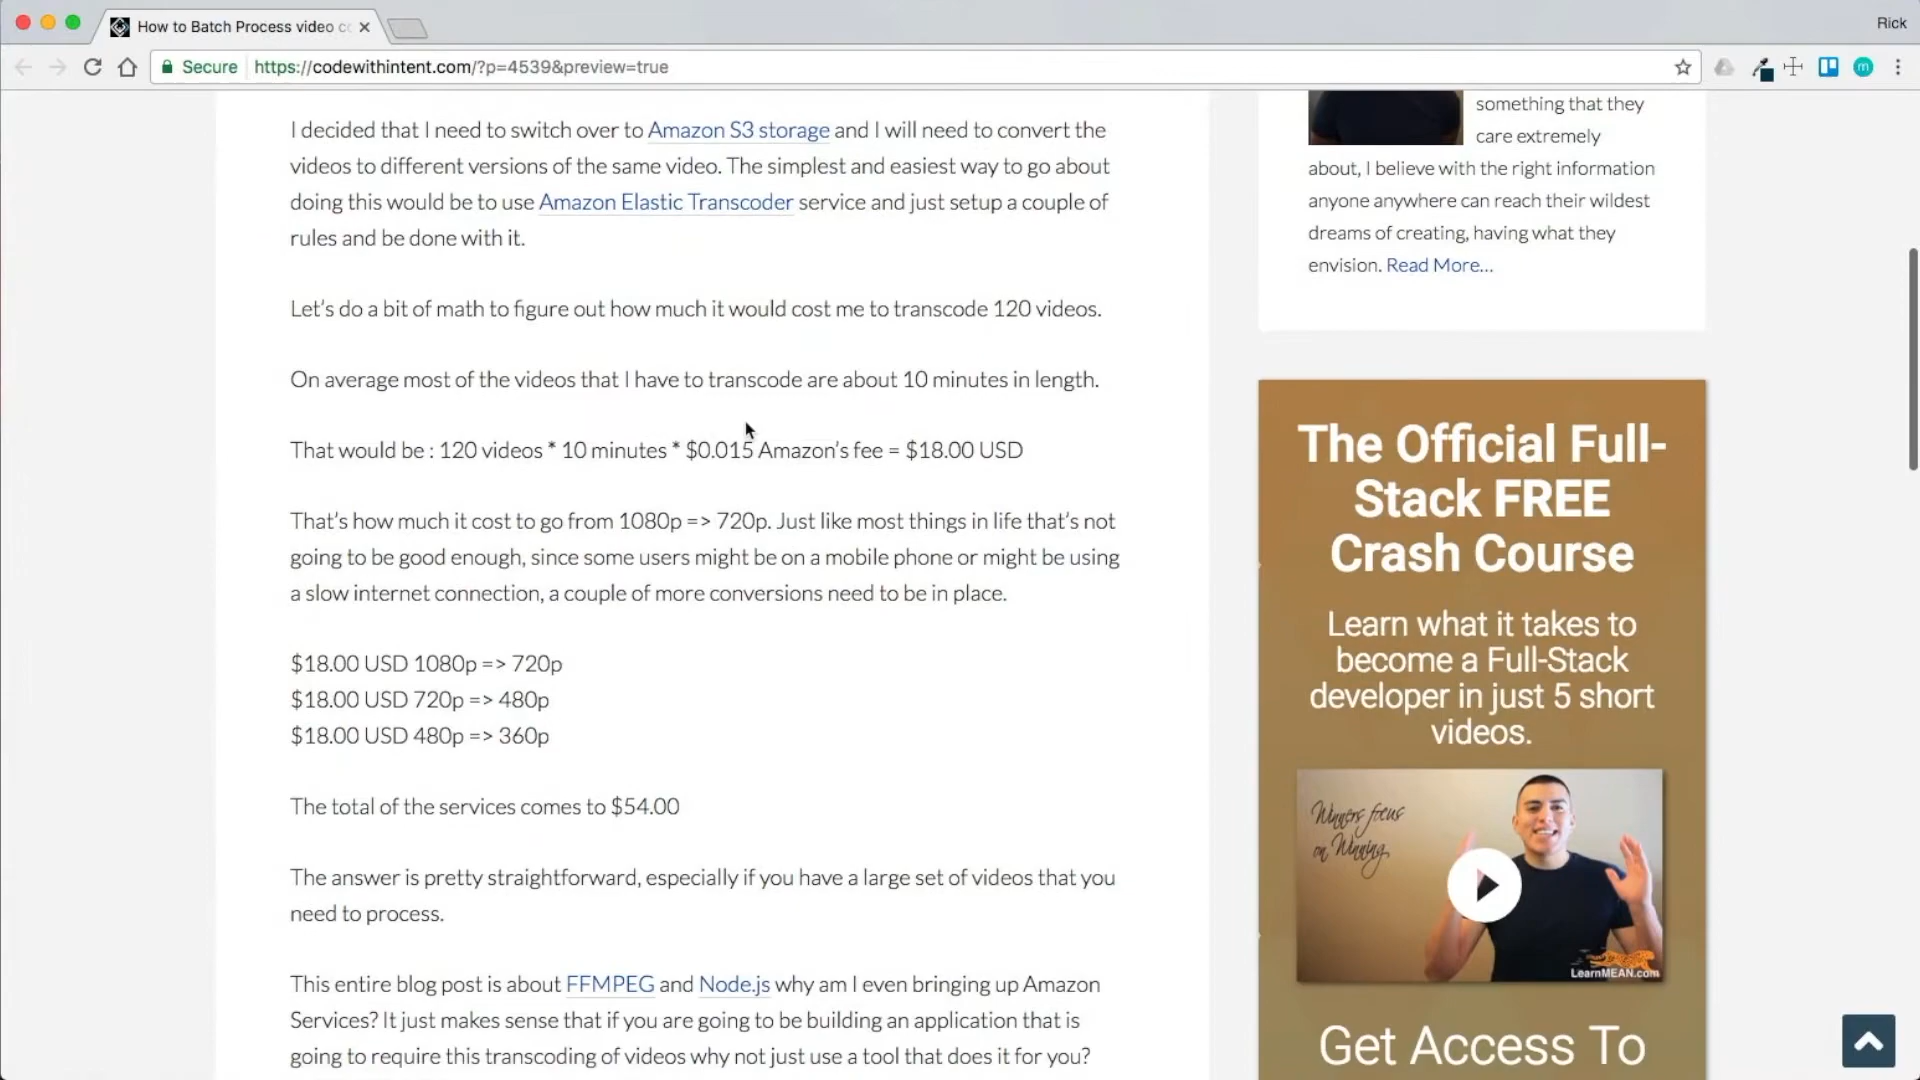 How to Batch Process video co
Rick
Secure
https://codewithintent.com/?p=4539&preview=true
m
I decided that I need to switch over to Amazon S3 storage and I will need to convert the
videos to different versions of the same video. The simplest and easiest way to go about
doing this would be to use Amazon Elastic Transcoder service and just setup a couple of
rules and be done with it.
Let's do a bit of math to figure out how much it would cost me to transcode 120 videos.
On average most of the videos that I have to transcode are about 10 minutes in length.
That would be : 120 videos * 10 minutes * $0.015 Amazon's fee = $18.00 USD
That's how much it cost to go from 1080p => 720p. Just like most things in life that's not
going to be good enough, since some users might be on a mobile phone or might be using
a slow internet connection, a couple of more conversions need to be in place.
$18.00 USD 1080p => 720p
$18.00 USD 720p => 480p
$18.00 USD 480p => 360p
The total of the services comes to $54.00
The answer is pretty straightforward, especially if you have a large set of videos that you
need to process.
This entire blog post is about FFMPEG and Node.js why am I even bringing up Amazon
Services? It just makes sense that if you are going to be building an application that is
going to require this transcoding of videos why not just use a tool that does it for you?
something that they
care extremely
about, I believe with the right information
anyone anywhere can reach their wildest
dreams of creating, having what they
envision. Read More...
The Official Full-
Stack FREE
Crash Course
Learn what it takes to
become a Full-Stack
developer in just 5 short
videos.
Winners focus
on Winning
LearnMEAN.com
Get Access To